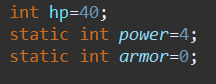 int hp=40;
static int power=4;
static int armor=0;